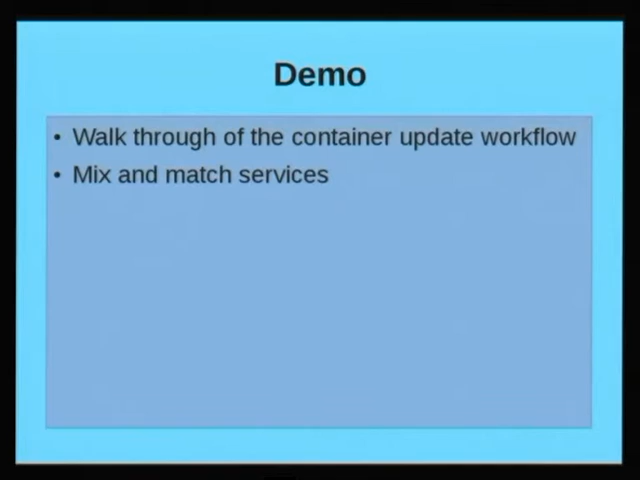 Demo
• Walk through of the container update workflow
• Mix and match services